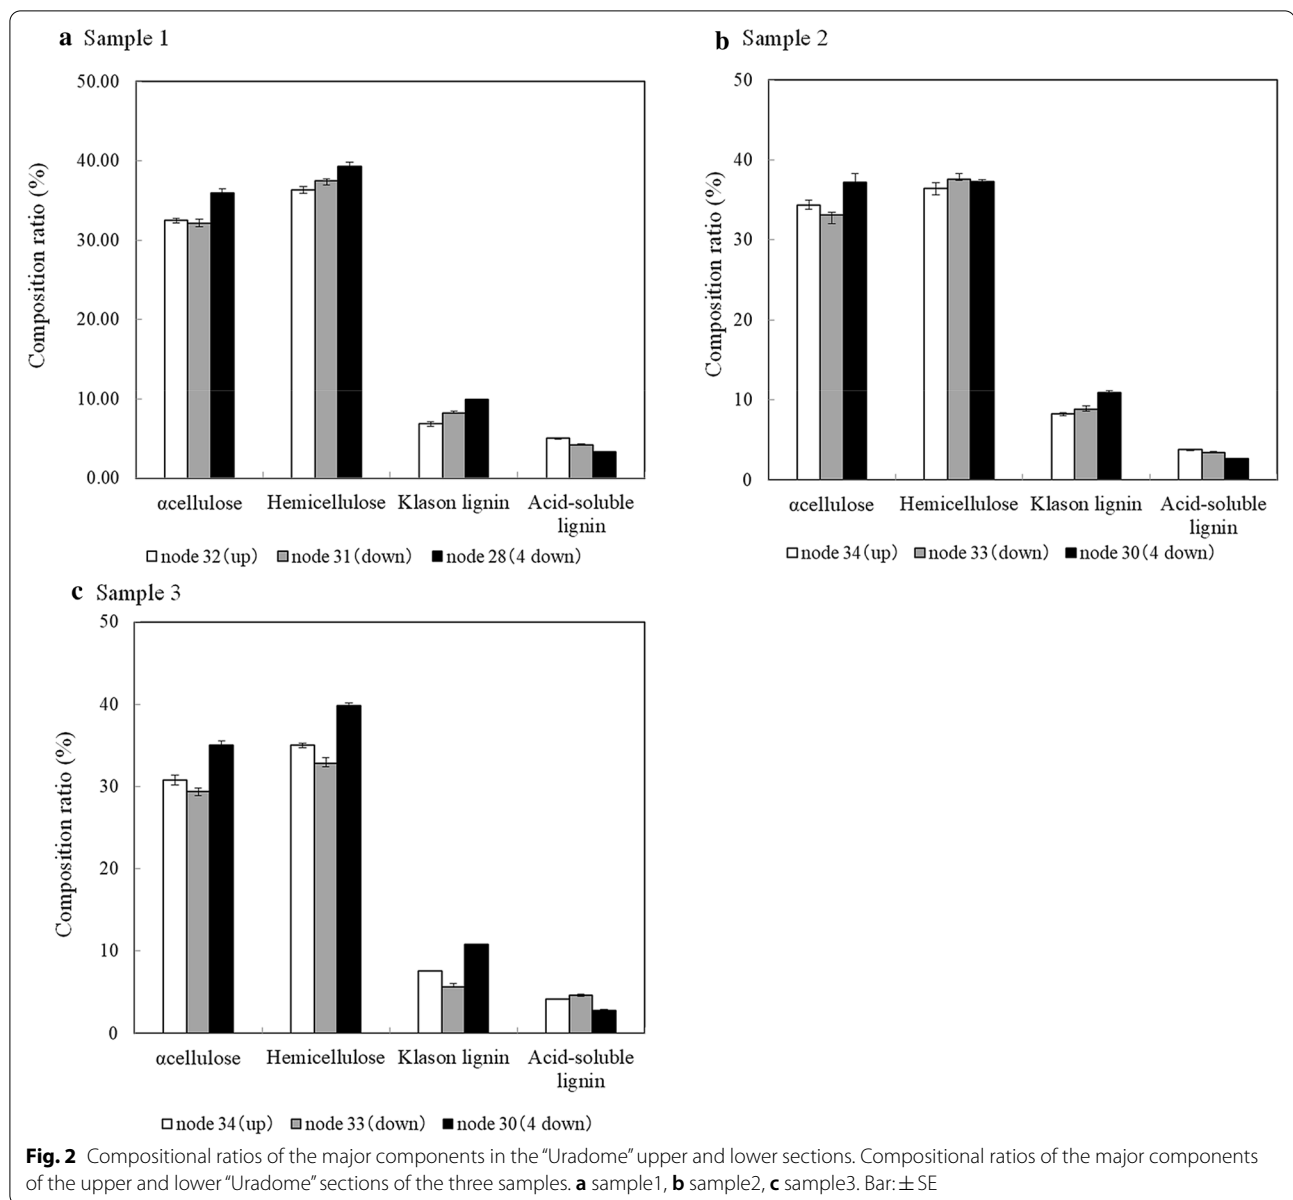 a Sample 1
50.00
40.00
30.00
20.00
10.00
0.00
Composition ratio (%)
αcellulose Hemicellulose Klason lignin Acid-soluble
lignin
node 32(up) node 31(down) node 28(4 down)
b Sample 2
50
40
30
20
10
0
Composition ratio (%)
αcellulose Hemicellulose Klason lignin Acid-soluble
lignin
node 34(up) node 33(down) node 30(4 down)
c Sample 3
50
40
30
20
10
0
Composition ratio (%)
αcellulose Hemicellulose Klason lignin Acid-soluble
lignin
node 34(up) node 33(down) node 30(4 down)
Fig. 2 Compositional ratios of the major components in the “Uradome” upper and lower sections. Compositional ratios of the major components
of the upper and lower “Uradome” sections of the three samples. a sample1, b sample2, c sample3. Bar: ± SE